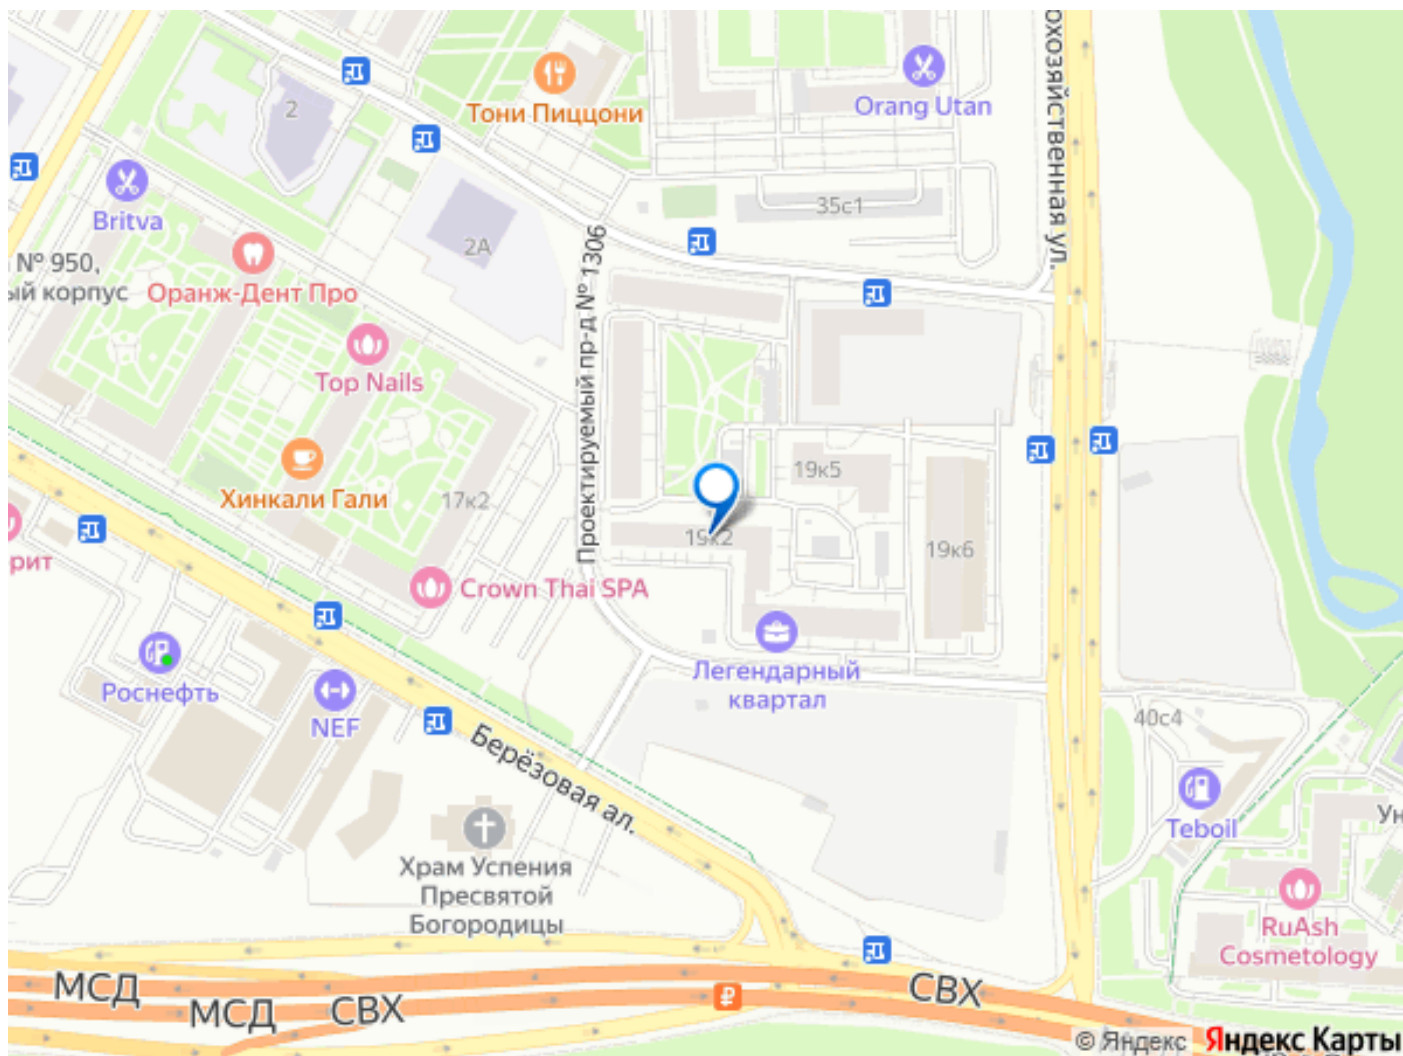 2
Тони Пиццони
Orang Utan
охозяйственная ул.
Britva
35с1
2А
№ 950,
ый корпус
Оранж-Дент Про
Проектируемый пр-д № 1306
Top Nails
Хинкали Гали
17к2
19к5
19к2
19к6
рит
Crown Thai SPA
Роснефть
NEF
Легендарный
квартал
40с4
Берёзовая ал.
Teboil
Ун
Храм Успения
Пресвятой
Богородицы
RuAsh
Cosmetology
МСД
МСД
СВХ
СВХ
© Яндекс Яндекс Карты